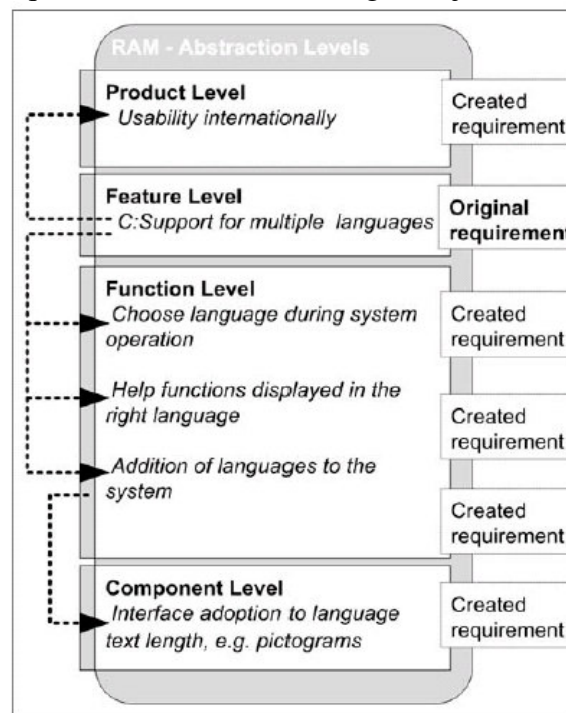 RAM - Abstraction Levels
Product Level
Usability internationally
Created
requirement
Feature Level
C:Support for multiple languages
Original
requirement
Function Level
Choose language during system
operation
Created
requirement
Help functions displayed in the
right language
Created
requirement
Addition of languages to the
system
Created
requirement
Component Level
Interface adoption to language
text length, e.g. pictograms
Created
requirement